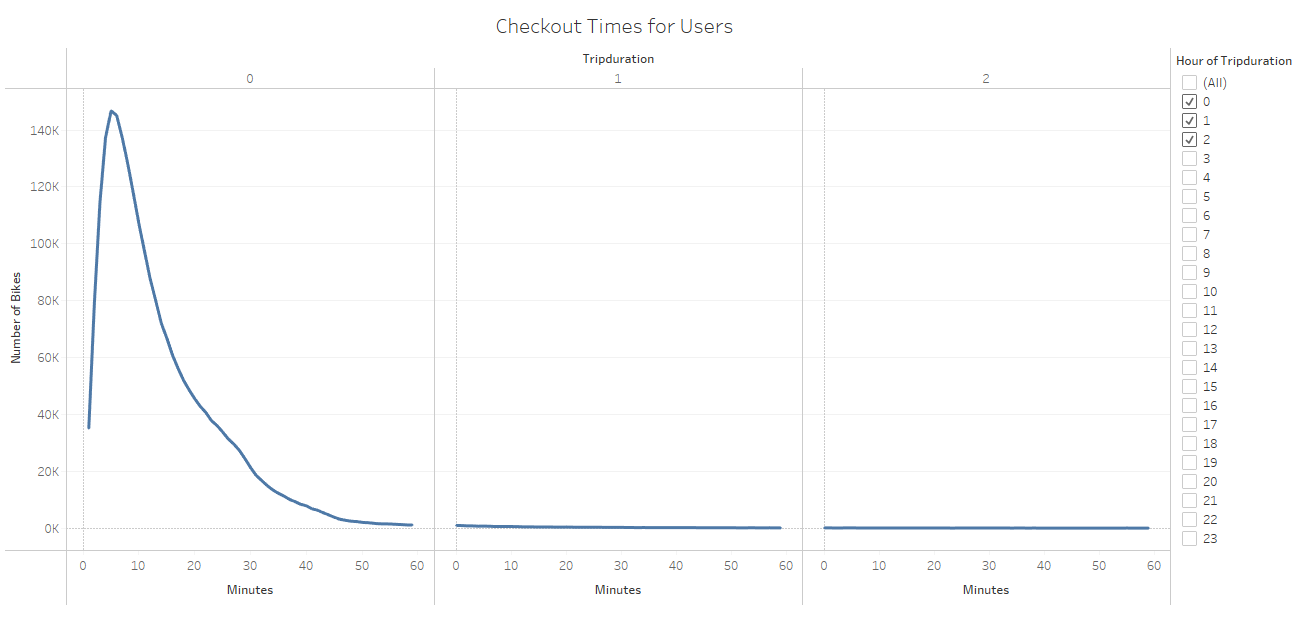 Checkout Times for Users
Tripduration
0 1 2
140K
120K
100K
80K
60K
40K
20K
0K
Number of Bikes
0 10 20 30 40 50 60 0 10 20 30 40 50 60 0 10 20 30 40 50 60
Minutes Minutes Minutes
Hour of Tripduration
(All)
0
1
2
3
4
5
6
7
8
9
10
11
12
13
14
15
16
17
18
19
20
21
22
23